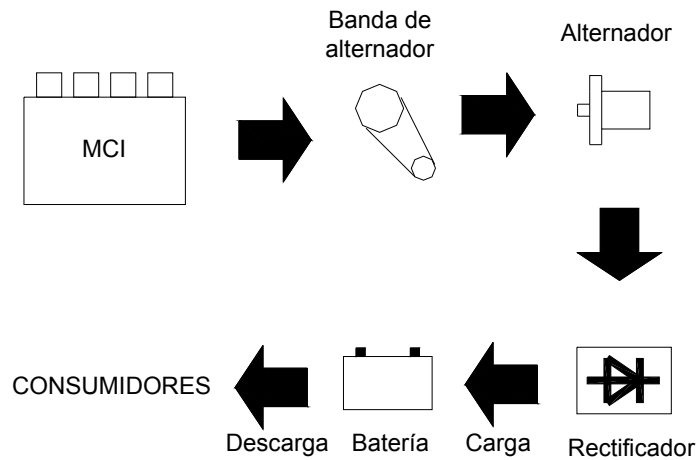 Banda de
alternador
Alternador
MCI
CONSUMIDORES
Descarga
Batería
Carga
Rectificador